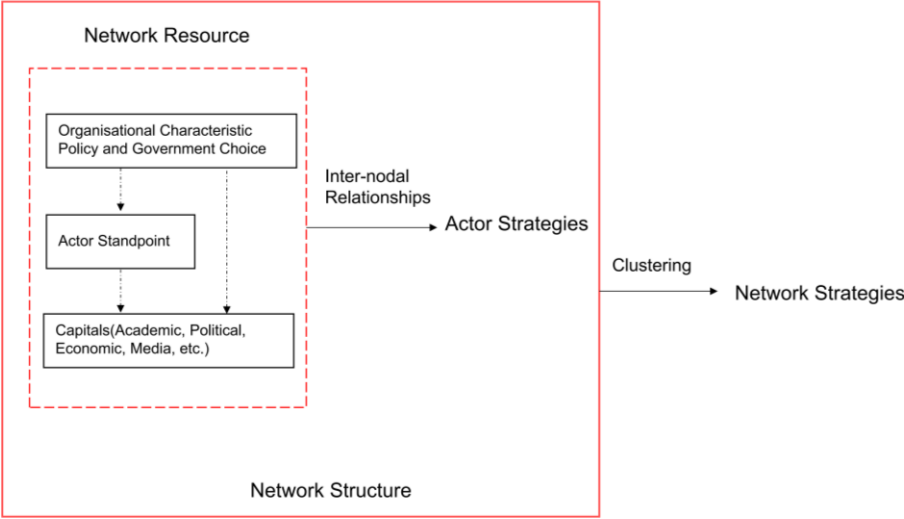 Network Resource
Organisational Characteristic
Policy and Government Choice
Inter-nodal
Relationships
Actor Strategies
Actor Standpoint
Clustering
Network Strategies
Capitals(Academic, Political,
Economic, Media, etc.)
Network Structure